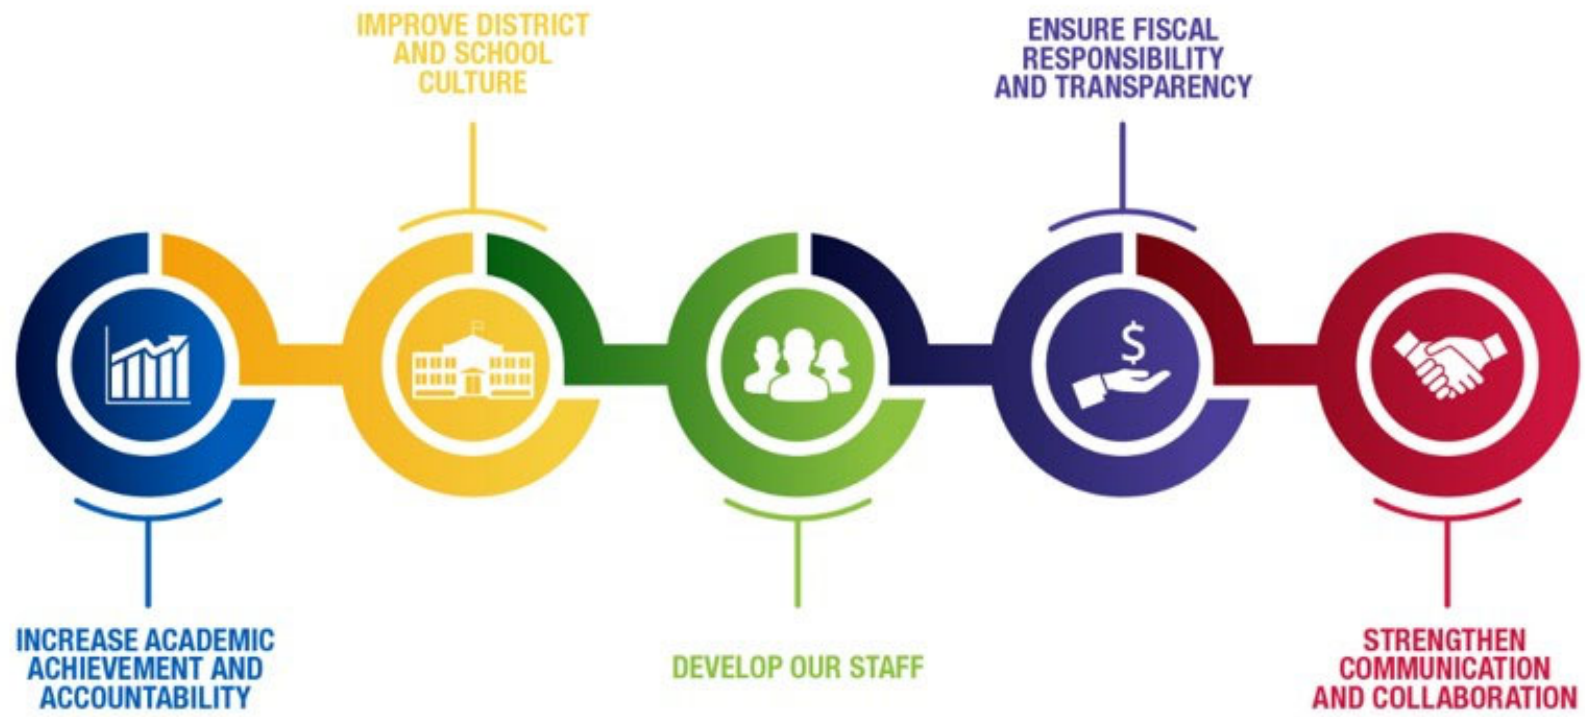 IMPROVE DISTRICT
AND SCHOOL
CULTURE
ENSURE FISCAL
RESPONSIBILITY
AND TRANSPARENCY
$
INCREASE ACADEMIC
ACHIEVEMENT AND
ACCOUNTABILITY
DEVELOP OUR STAFF
STRENGTHEN
COMMUNICATION
AND COLLABORATION